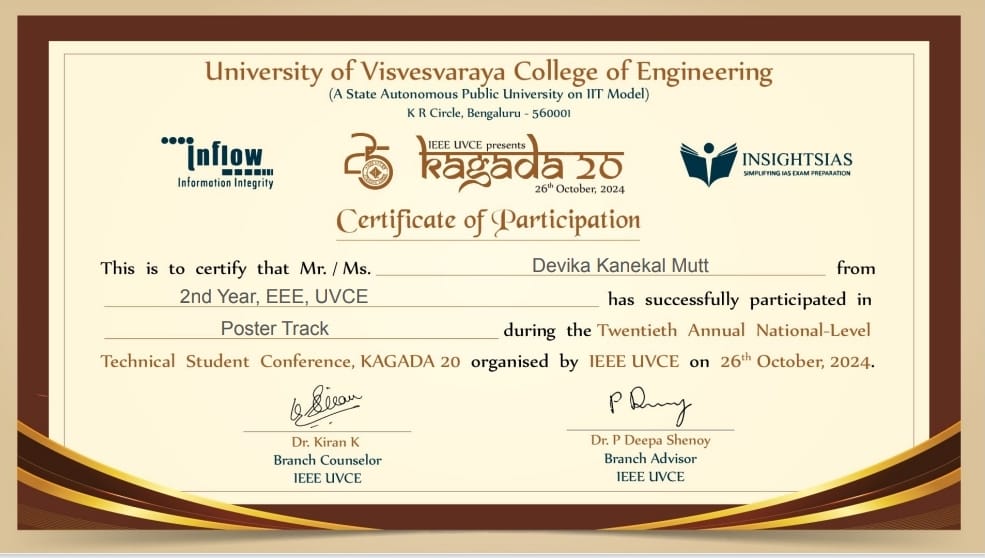 University of Visvesvaraya College of Engineering
(A State Autonomous Public University on IIT Model)
K R Circle, Bengaluru - 560001
inflow
Information Integrity
25
IEEE UVCE presents
kagada 20
26th October, 2024
INSIGHTSIAS
SIMPLIFYING IAS EXAM PREPARATION
Certificate of Participation
This is to certify that Mr. / Ms. Devika Kanekal Mutt from
2nd Year, EEE, UVCE has successfully participated in
Poster Track during the Twentieth Annual National-Level
Technical Student Conference, KAGADA 20 organised by IEEE UVCE on 26th October, 2024.
Dr. Kiran K
Branch Counselor
IEEE UVCE
Dr. P Deepa Shenoy
Branch Advisor
IEEE UVCE